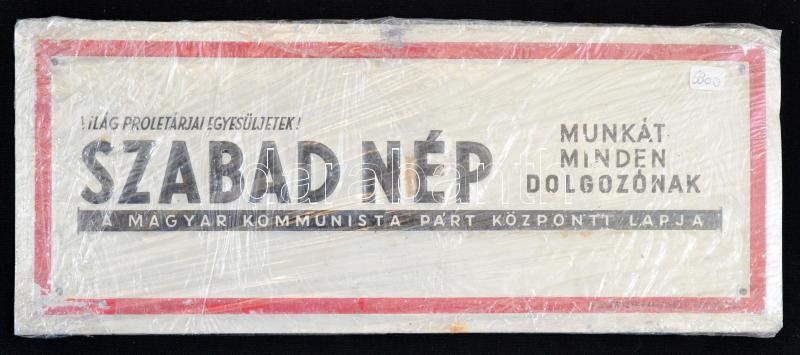 VILÁG PROLETÁRJAI EGYESÜLJETEK!
SZABAD NÉP
MUNKÁT
MINDEN
DOLGOZÓNAK
A MAGYAR KOMMUNISTA PÁRT KÖZPONTI LAPJA